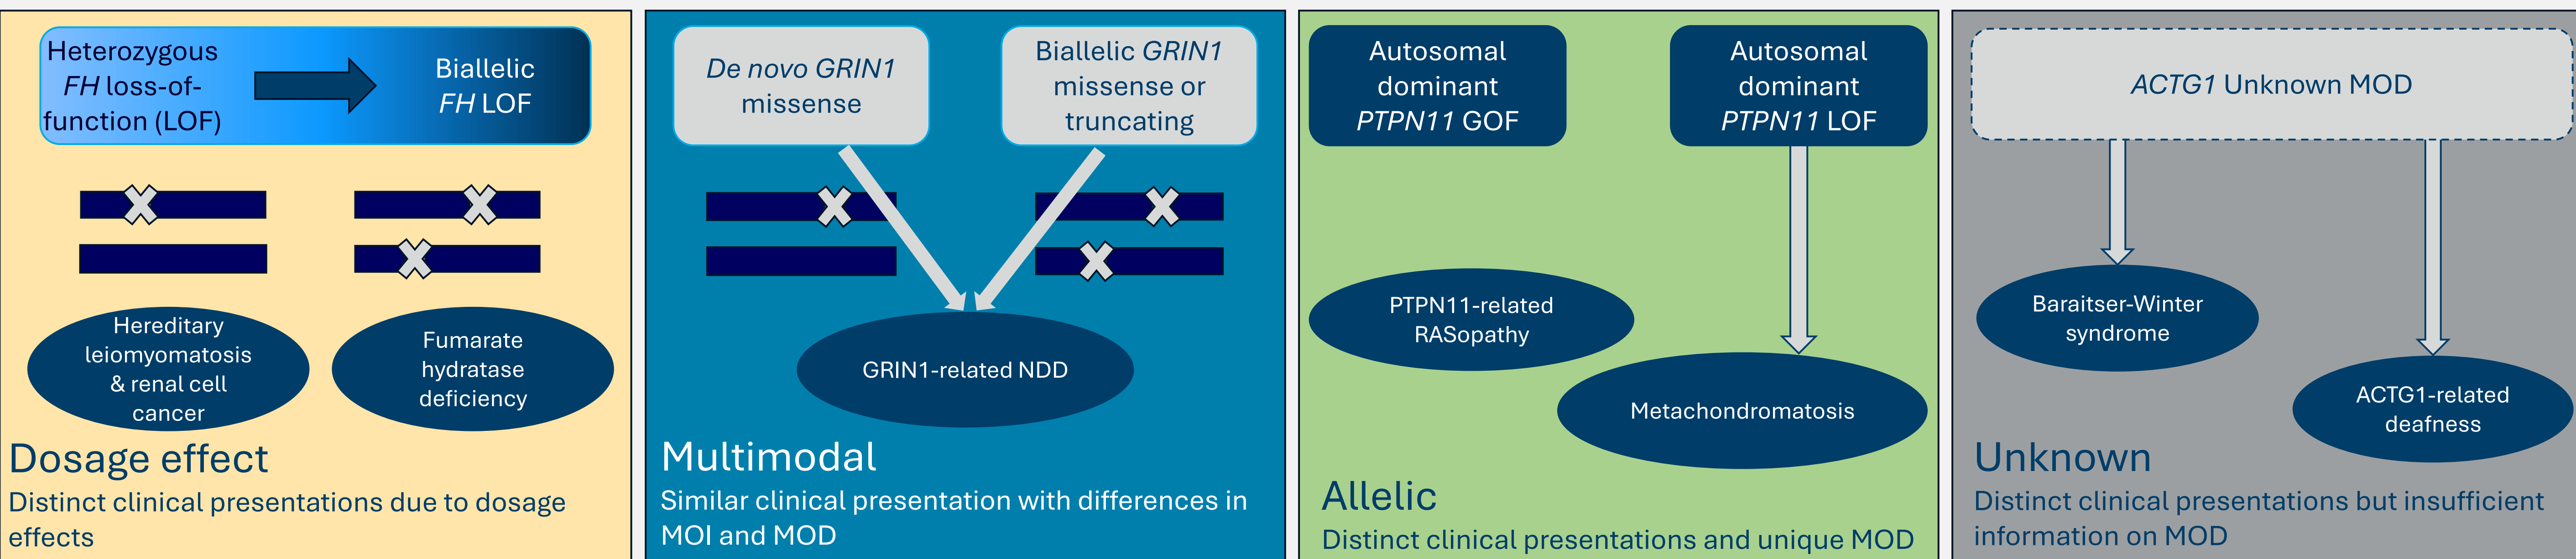 Heterozygous
FH loss-of-
function (LOF)
Biallelic
FH LOF
Hereditary
leiomyomatosis
& renal cell
cancer
Fumarate
hydratase
deficiency
Dosage effect
Distinct clinical presentations due to dosage
effects
De novo GRIN1
missense
Biallelic GRIN1
missense or
truncating
GRIN1-related NDD
Multimodal
Similar clinical presentation with differences in
MOI and MOD
Autosomal
dominant
PTPN11 GOF
Autosomal
dominant
PTPN11 LOF
PTPN11-related
RASopathy
Metachondromatosis
Allelic
Distinct clinical presentations and unique MOD
ACTG1 Unknown MOD
Baraitser-Winter
syndrome
ACTG1-related
deafness
Unknown
Distinct clinical presentations but insufficient
information on MOD